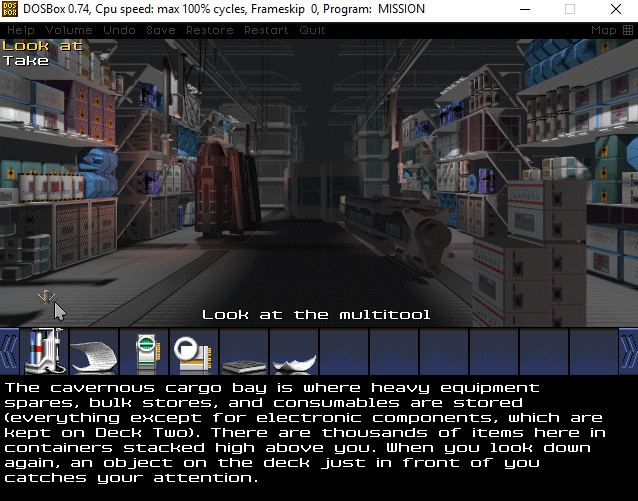 DOSBox 0.74, Cpu speed: max 100% cycles, Frameskip 0, Program: MISSION
Help Volume Undo Save Restore Restart Quit Map
Look at
Take
Look at the multitool
The cavernous cargo bay is where heavy equipment
spares, bulk stores, and consumables are stored
(everything except for electronic components, which are
kept on Deck Two). There are thousands of items here in
containers stacked high above you. When you look down
again, an object on the deck just in front of you
catches your attention.